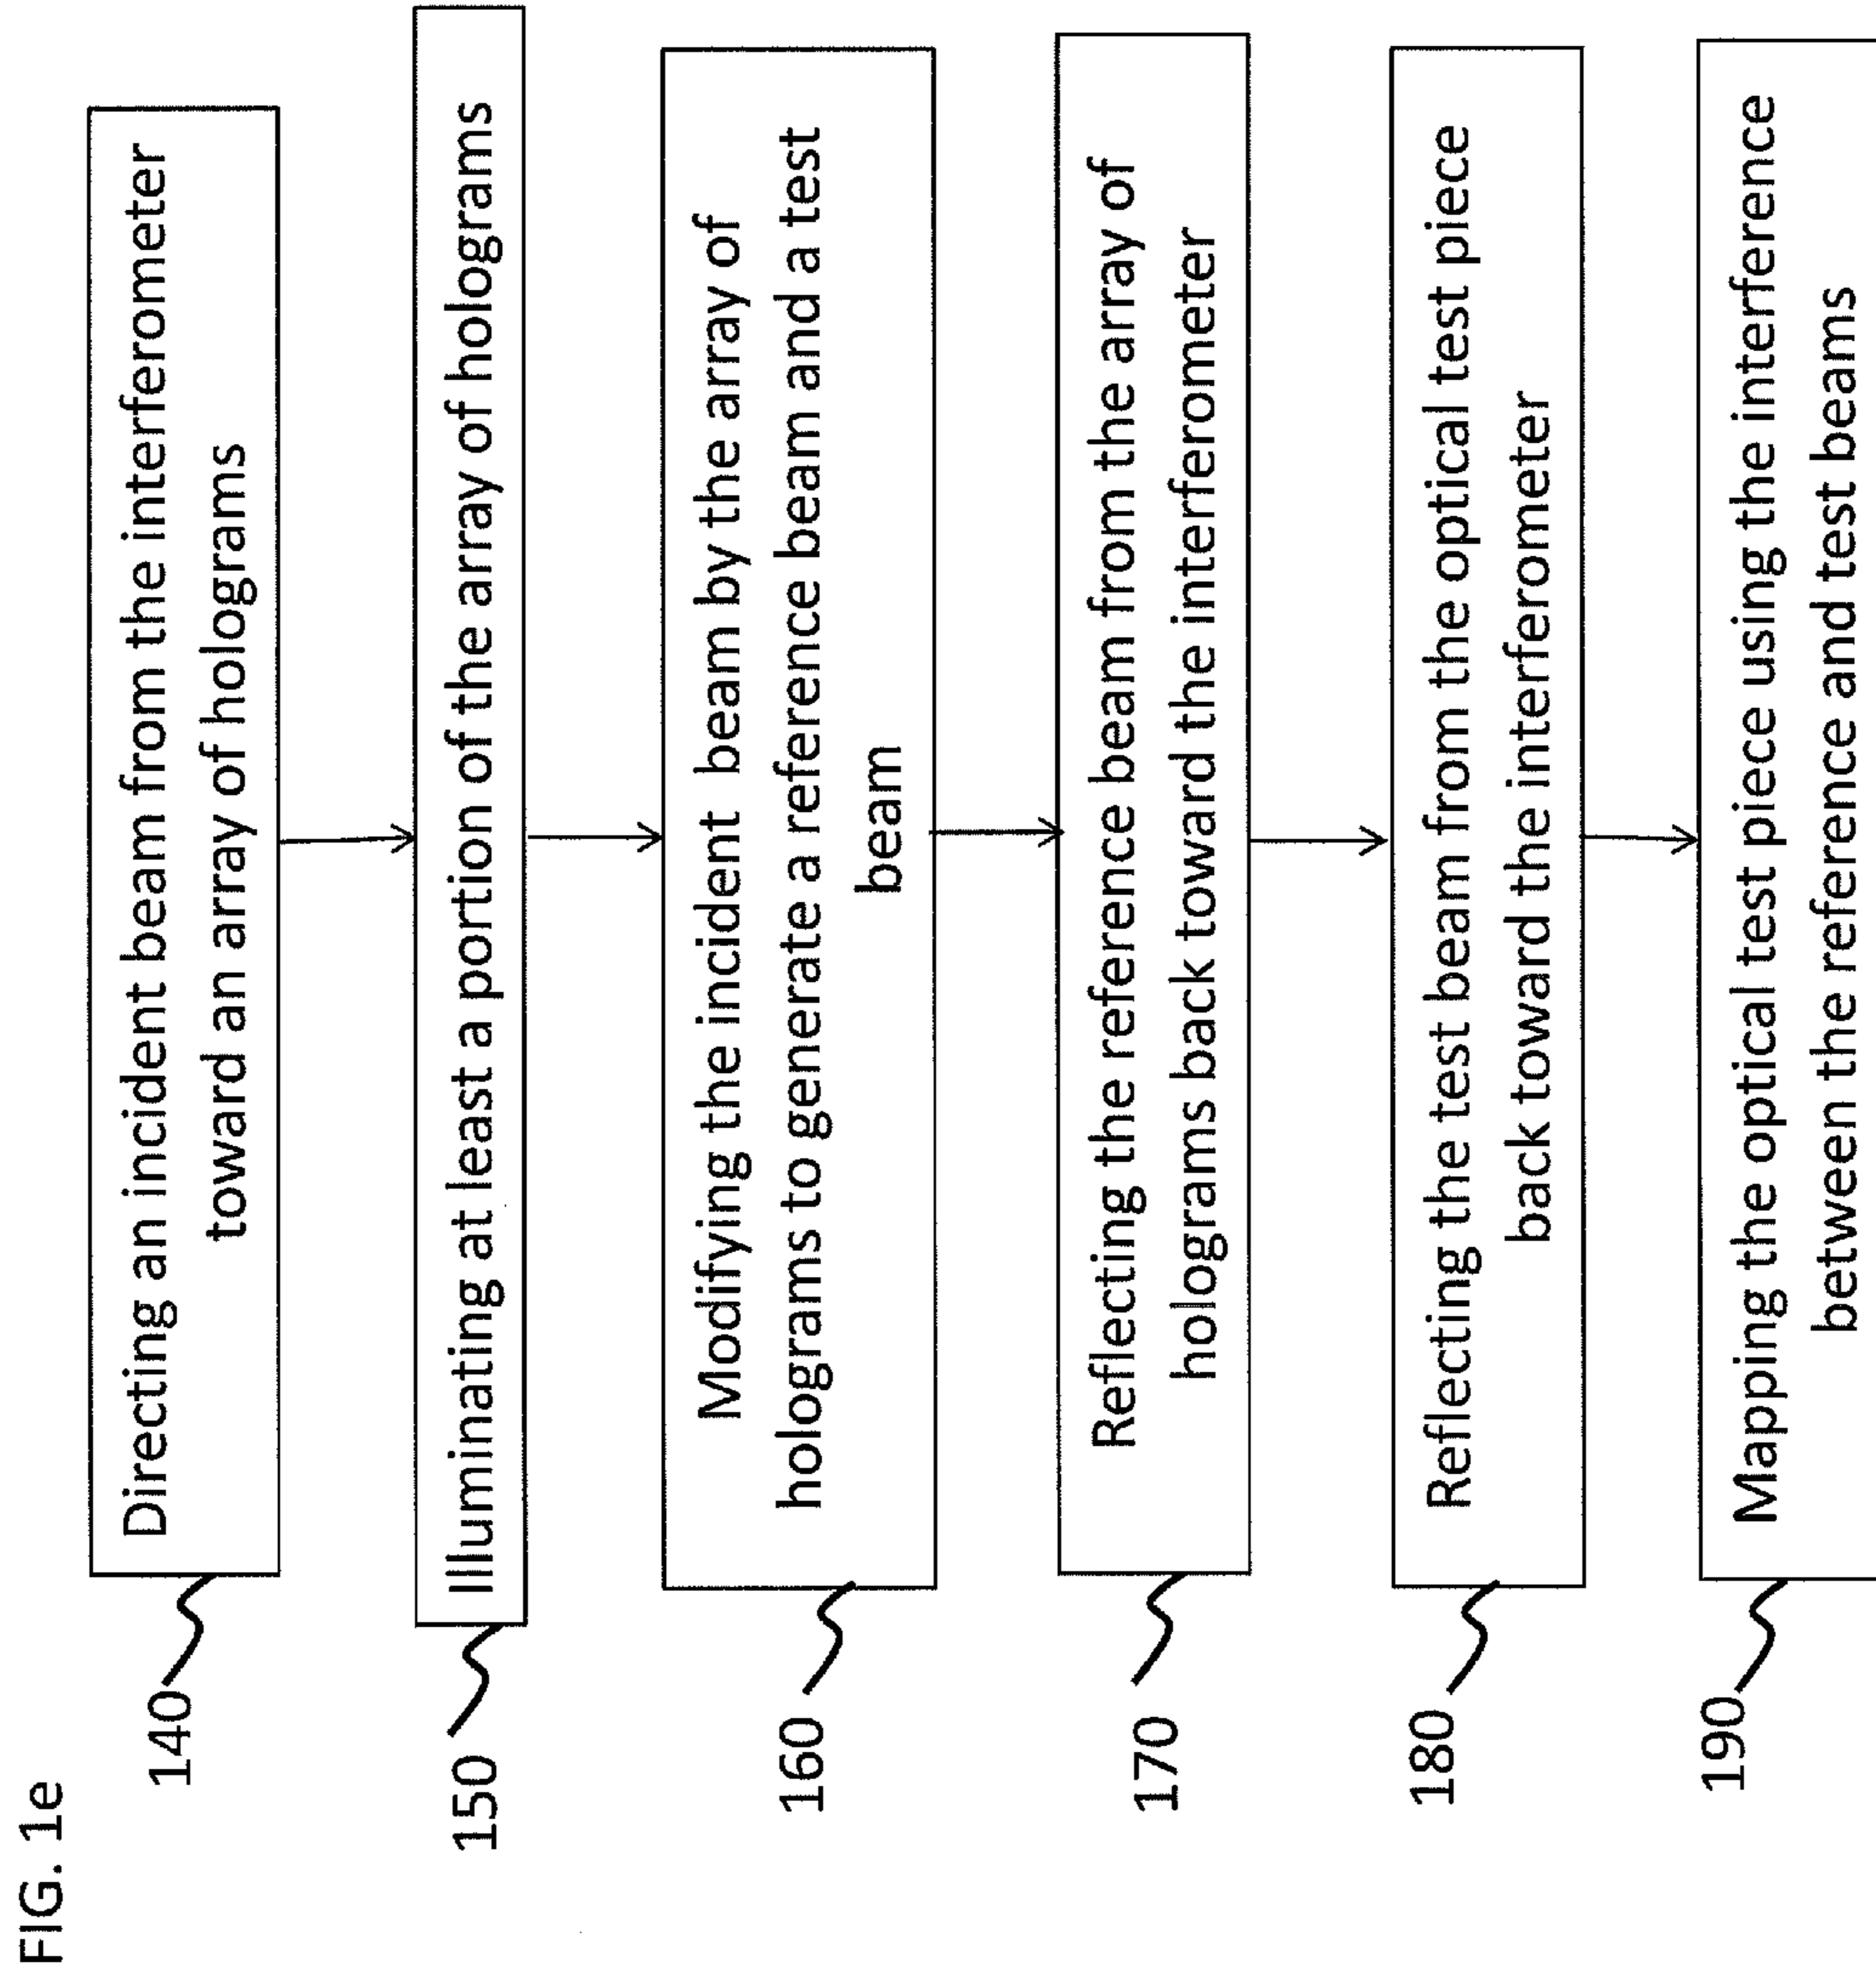 FIG. 1e
140
Directing an incident beam from the interferometer
toward an array of holograms
150
Illuminating at least a portion of the array of holograms
160
Modifying the incident beam by the array of
holograms to generate a reference beam and a test
beam
170
Reflecting the reference beam from the array of
holograms back toward the interferometer
180
Reflecting the test beam from the optical test piece
back toward the interferometer
190
Mapping the optical test piece using the interference
between the reference and test beams